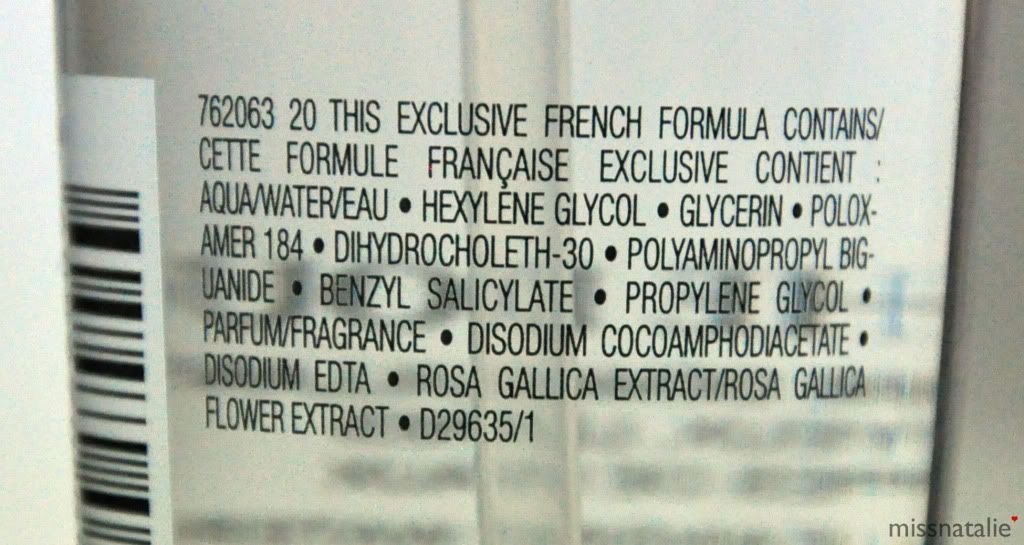 762063 20 THIS EXCLUSIVE FRENCH FORMULA CONTAINS/
CETTE FORMULE FRANÇAISE EXCLUSIVE CONTIENT :
AQUA/WATER/EAU • HEXYLENE GLYCOL • GLYCERIN • POLOX-
AMER 184 • DIHYDROCHOLETH-30 • POLYAMINOPROPYL BIG-
UANIDE • BENZYL SALICYLATE • PROPYLENE GLYCOL •
PARFUM/FRAGRANCE • DISODIUM COCOAMPHODIACETATE •
DISODIUM EDTA • ROSA GALLICA EXTRACT/ROSA GALLICA
FLOWER EXTRACT • D29635/1
missnatalie